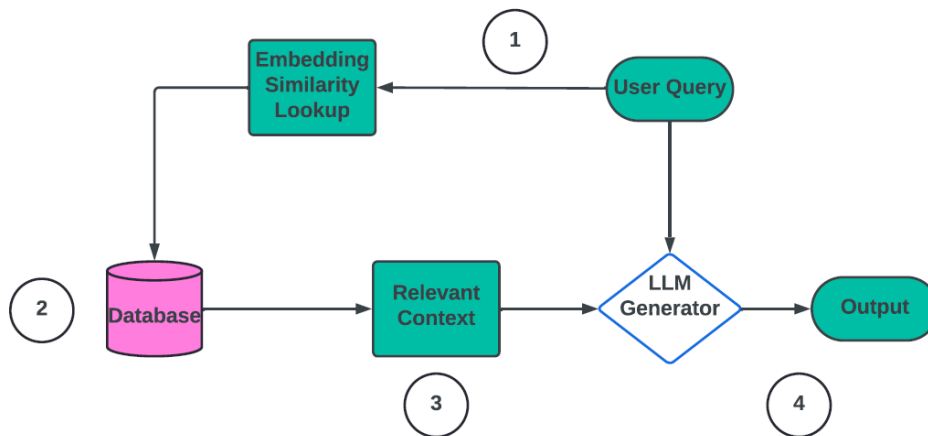 1
Embedding
Similarity
Lookup
User Query
2
Database
Relevant
Context
LLM
Generator
Output
3
4